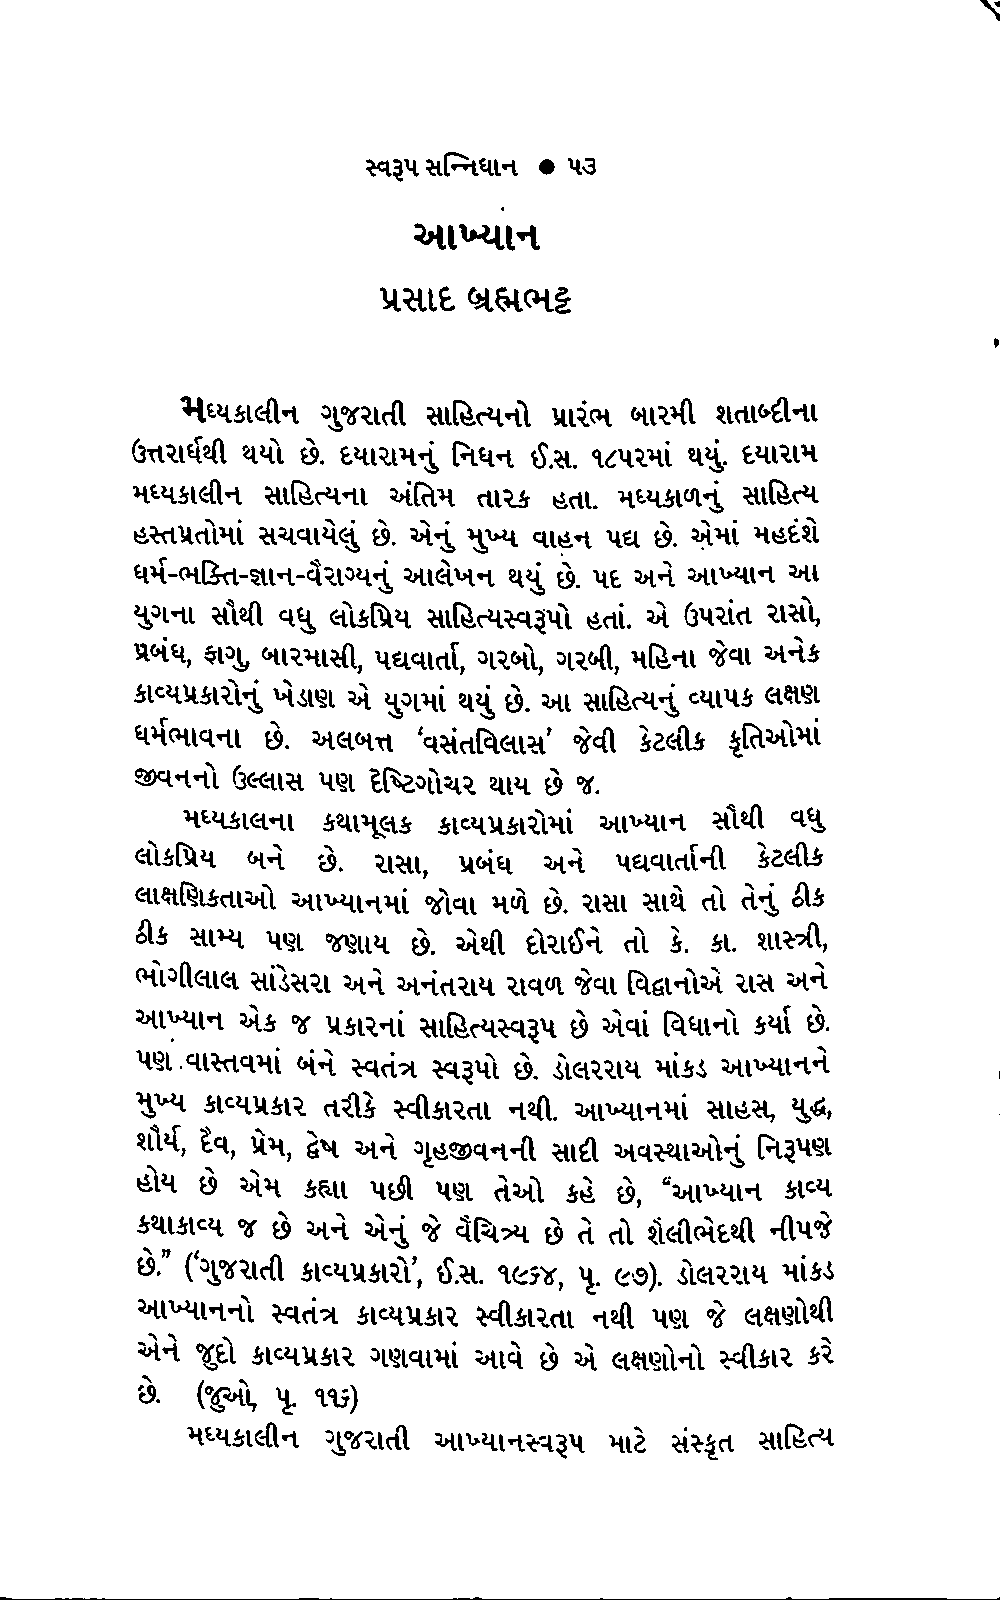 સ્વરૂપ સન્નિધાન ● ૫૩
આખ્યાન
પ્રસાદ બ્રહ્મભટ્ટ
મધ્યકાલીન ગુજરાતી સાહિત્યનો પ્રારંભ બારમી શતાબ્દીના
ઉત્તરાર્ધથી થયો છે. દયારામનું નિધન ઈ.સ. ૧૮૫૨માં થયું. દયારામ
મધ્યકાલીન સાહિત્યના અંતિમ તારક હતા. મધ્યકાળનું સાહિત્ય
હસ્તપ્રતોમાં સચવાયેલું છે. એનું મુખ્ય વાહન પદ્ય છે. એમાં મહદંશે
ધર્મ-ભક્તિ-જ્ઞાન-વૈરાગ્યનું આલેખન થયું છે. પદ અને આખ્યાન આ
યુગના સૌથી વધુ લોકપ્રિય સાહિત્યસ્વરૂપો હતાં. એ ઉપરાંત રાસો,
પ્રબંધ, ફાગુ, બારમાસી, પદ્યવાર્તા, ગરબો, ગરબી, મહિના જેવા અનેક
કાવ્યપ્રકારોનું ખેડાણ એ યુગમાં થયું છે. આ સાહિત્યનું વ્યાપક લક્ષણ
ધર્મભાવના છે. અલબત્ત ‘વસંતવિલાસ’ જેવી કેટલીક કૃતિઓમાં
જીવનનો ઉલ્લાસ પણ દૃષ્ટિગોચર થાય છે જ.
મધ્યકાલના કથામૂલક કાવ્યપ્રકારોમાં આખ્યાન સૌથી વધુ
લોકપ્રિય બને છે. રાસા, પ્રબંધ અને પદ્યવાર્તાની કેટલીક
લાક્ષણિકતાઓ આખ્યાનમાં જોવા મળે છે. રાસા સાથે તો તેનું ઠીક
ઠીક સામ્ય પણ જણાય છે. એથી દોરાઈને તો કે. કા. શાસ્ત્રી,
ભોગીલાલ સાંડેસરા અને અનંતરાય રાવળ જેવા વિદ્વાનોએ રાસ અને
આખ્યાન એક જ પ્રકારનાં સાહિત્યસ્વરૂપ છે એવાં વિધાનો કર્યા છે.
પણ વાસ્તવમાં બંને સ્વતંત્ર સ્વરૂપો છે. ડોલરરાય માંકડ આખ્યાનને
મુખ્ય કાવ્યપ્રકાર તરીકે સ્વીકારતા નથી. આખ્યાનમાં સાહસ, યુદ્ધ,
શૌર્ય, દૈવ, પ્રેમ, દ્વેષ અને ગૃહજીવનની સાદી અવસ્થાઓનું નિરૂપણ
હોય છે એમ કહ્યા પછી પણ તેઓ કહે છે, “આખ્યાન કાવ્ય
કથાકાવ્ય જ છે અને એનું જે વૈચિત્ર્ય છે તે તો શૈલીભેદથી નીપજે
છે.” (‘ગુજરાતી કાવ્યપ્રકારો’, ઈ.સ. ૧૯૬૪, પૃ. ૯૭). ડોલરરાય માંકડ
આખ્યાનનો સ્વતંત્ર કાવ્યપ્રકાર સ્વીકારતા નથી પણ જે લક્ષણોથી
એને જુદો કાવ્યપ્રકાર ગણવામાં આવે છે એ લક્ષણોનો સ્વીકાર કરે
છે. (જુઓ, પૃ. ૧૧૬)
મધ્યકાલીન ગુજરાતી આખ્યાનસ્વરૂપ માટે સંસ્કૃત સાહિત્ય